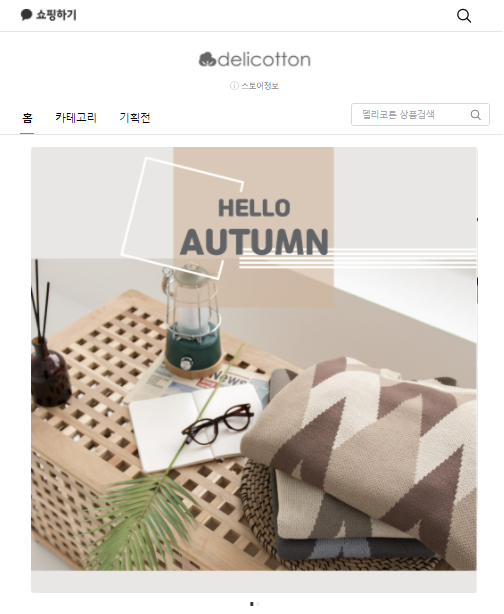 쇼핑하기
delicotton
스토어정보
홈 카테고리 기획전
델리코튼 상품검색
HELLO
AUTUMN
News